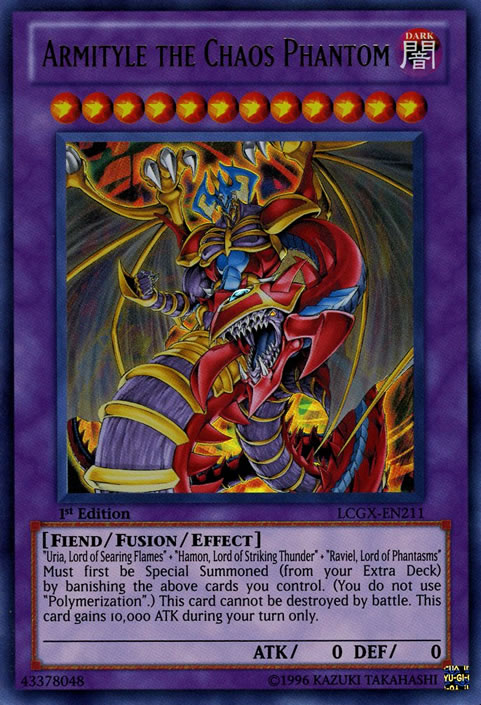 ARMITYLE THE CHAOS PHANTOM
DARK
闇
1st Edition
LCGX-EN211
[FIEND/FUSION/EFFECT]
"Uria, Lord of Searing Flames" + "Hamon, Lord of Striking Thunder" + "Raviel, Lord of Phantasms"
Must first be Special Summoned (from your Extra Deck)
by banishing the above cards you control. (You do not use
"Polymerization".) This card cannot be destroyed by battle. This
card gains 10,000 ATK during your turn only.
ATK/ 0 DEF/ 0
43378048
©1996 KAZUKI TAKAHASHI